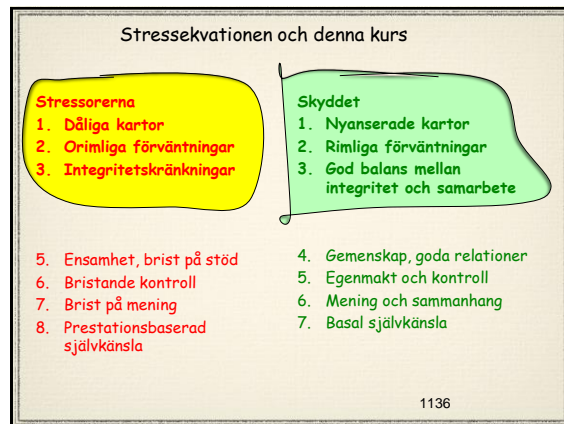 Stressekvationen och denna kurs
Stressorerna
1. Dåliga kartor
2. Orimliga förväntningar
3. Integritetskränkningar
Skyddet
1. Nyanserade kartor
2. Rimliga förväntningar
3. God balans mellan
integritet och samarbete
5. Ensamhet, brist på stöd
6. Bristande kontroll
7. Brist på mening
8. Prestationsbaserad
självkänsla
4. Gemenskap, goda relationer
5. Egenmakt och kontroll
6. Mening och sammanhang
7. Basal självkänsla
1136